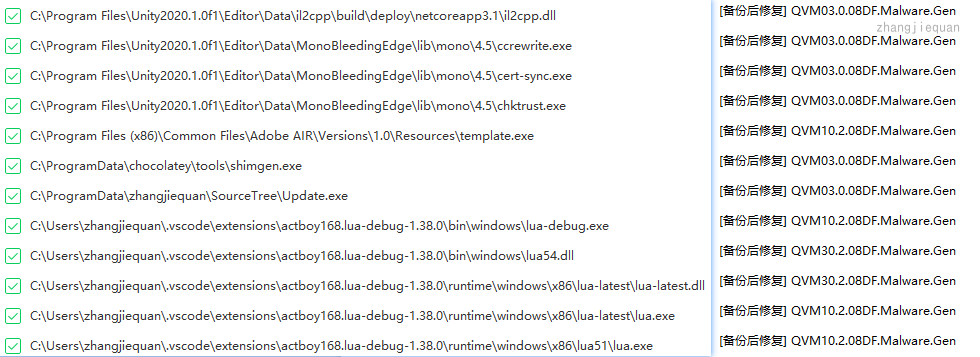 C:\Program Files\Unity2020.1.0f1\Editor\Data\il2cpp\build\deploy\netcoreapp3.1\il2cpp.dll [备份后修复] QVM03.0.08DF.Malware.Gen
zhangjiequan
C:\Program Files\Unity2020.1.0f1\Editor\Data\MonoBleedingEdge\lib\mono\4.5\ccrewrite.exe [备份后修复] QVM03.0.08DF.Malware.Gen
C:\Program Files\Unity2020.1.0f1\Editor\Data\MonoBleedingEdge\lib\mono\4.5\cert-sync.exe [备份后修复] QVM03.0.08DF.Malware.Gen
C:\Program Files\Unity2020.1.0f1\Editor\Data\MonoBleedingEdge\lib\mono\4.5\chktrust.exe [备份后修复] QVM03.0.08DF.Malware.Gen
C:\Program Files (x86)\Common Files\Adobe AIR\Versions\1.0\Resources\template.exe [备份后修复] QVM10.2.08DF.Malware.Gen
C:\ProgramData\chocolatey\tools\shimgen.exe [备份后修复] QVM03.0.08DF.Malware.Gen
C:\ProgramData\zhangjiequan\SourceTree\Update.exe [备份后修复] QVM03.0.08DF.Malware.Gen
C:\Users\zhangjiequan\.vscode\extensions\actboy168.lua-debug-1.38.0\bin\windows\lua-debug.exe [备份后修复] QVM10.2.08DF.Malware.Gen
C:\Users\zhangjiequan\.vscode\extensions\actboy168.lua-debug-1.38.0\bin\windows\lua54.dll [备份后修复] QVM30.2.08DF.Malware.Gen
C:\Users\zhangjiequan\.vscode\extensions\actboy168.lua-debug-1.38.0\runtime\windows\x86\lua-latest\lua-latest.dll [备份后修复] QVM30.2.08DF.Malware.Gen
C:\Users\zhangjiequan\.vscode\extensions\actboy168.lua-debug-1.38.0\runtime\windows\x86\lua-latest\lua.exe [备份后修复] QVM10.2.08DF.Malware.Gen
C:\Users\zhangjiequan\.vscode\extensions\actboy168.lua-debug-1.38.0\runtime\windows\x86\lua51\lua.exe [备份后修复] QVM10.2.08DF.Malware.Gen